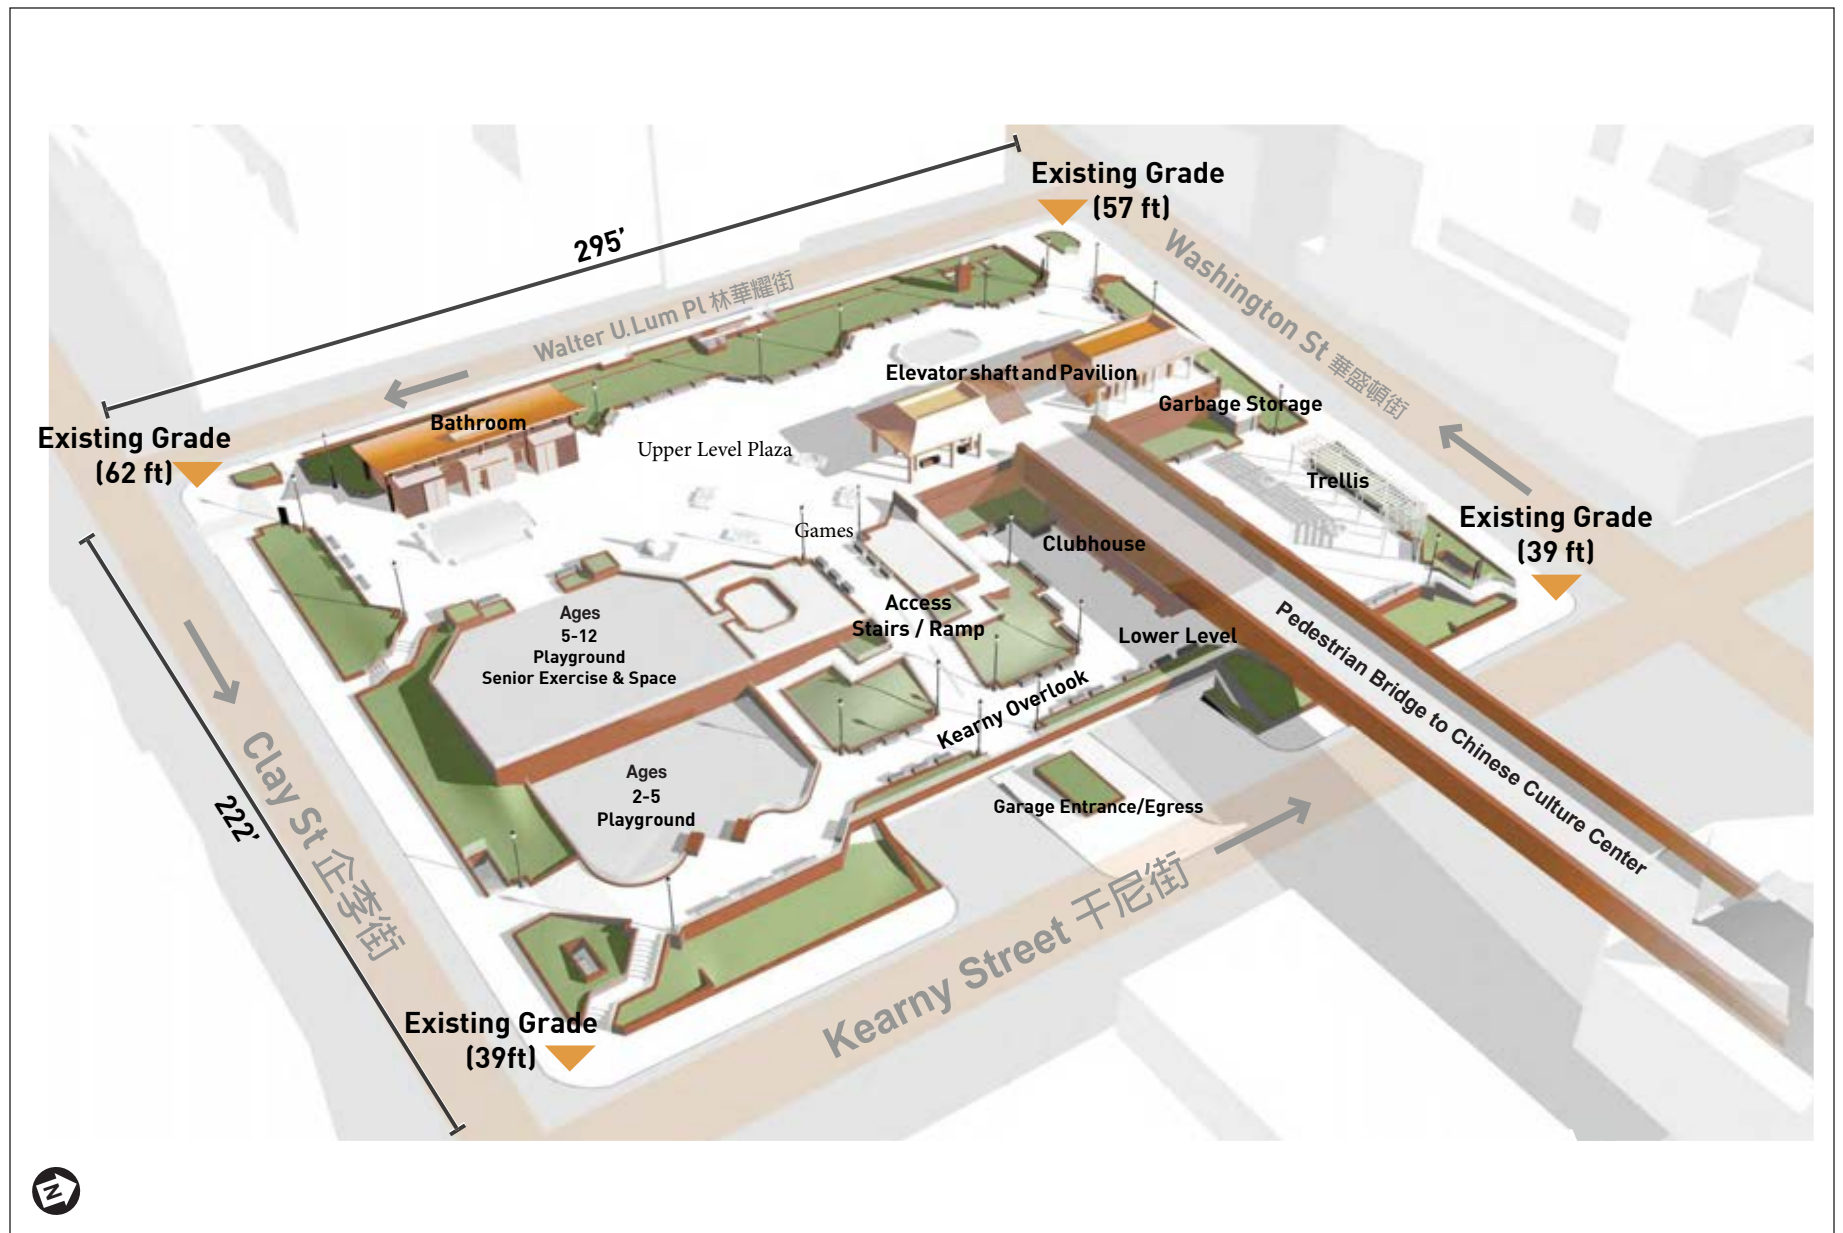 Existing Grade
(57 ft)
295’
Washington St 華盛頓街
Walter U.Lum Pl 林華耀街
Elevator shaft and Pavilion
Garbage Storage
Bathroom
Existing Grade
(62 ft)
Upper Level Plaza
Trellis
Existing Grade
(39 ft)
Games
Clubhouse
Ages
5-12
Playground
Senior Exercise & Space
Access
Stairs / Ramp
Lower Level
Pedestrian Bridge to Chinese Culture Center
Kearny Overlook
Ages
2-5
Playground
Garage Entrance/Egress
Clay St 企李街
222’
Kearny Street 干尼街
Existing Grade
(39ft)
N